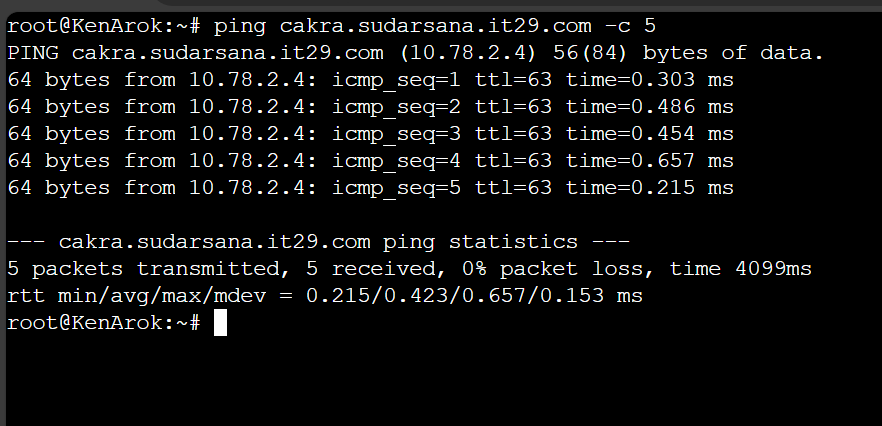 root@KenArok:~# ping cakra.sudarsana.it29.com -c 5
PING cakra.sudarsana.it29.com (10.78.2.4) 56(84) bytes of data.
64 bytes from 10.78.2.4: icmp_seq=1 ttl=63 time=0.303 ms
64 bytes from 10.78.2.4: icmp_seq=2 ttl=63 time=0.486 ms
64 bytes from 10.78.2.4: icmp_seq=3 ttl=63 time=0.454 ms
64 bytes from 10.78.2.4: icmp_seq=4 ttl=63 time=0.657 ms
64 bytes from 10.78.2.4: icmp_seq=5 ttl=63 time=0.215 ms
--- cakra.sudarsana.it29.com ping statistics ---
5 packets transmitted, 5 received, 0% packet loss, time 4099ms
rtt min/avg/max/mdev = 0.215/0.423/0.657/0.153 ms
root@KenArok:~#